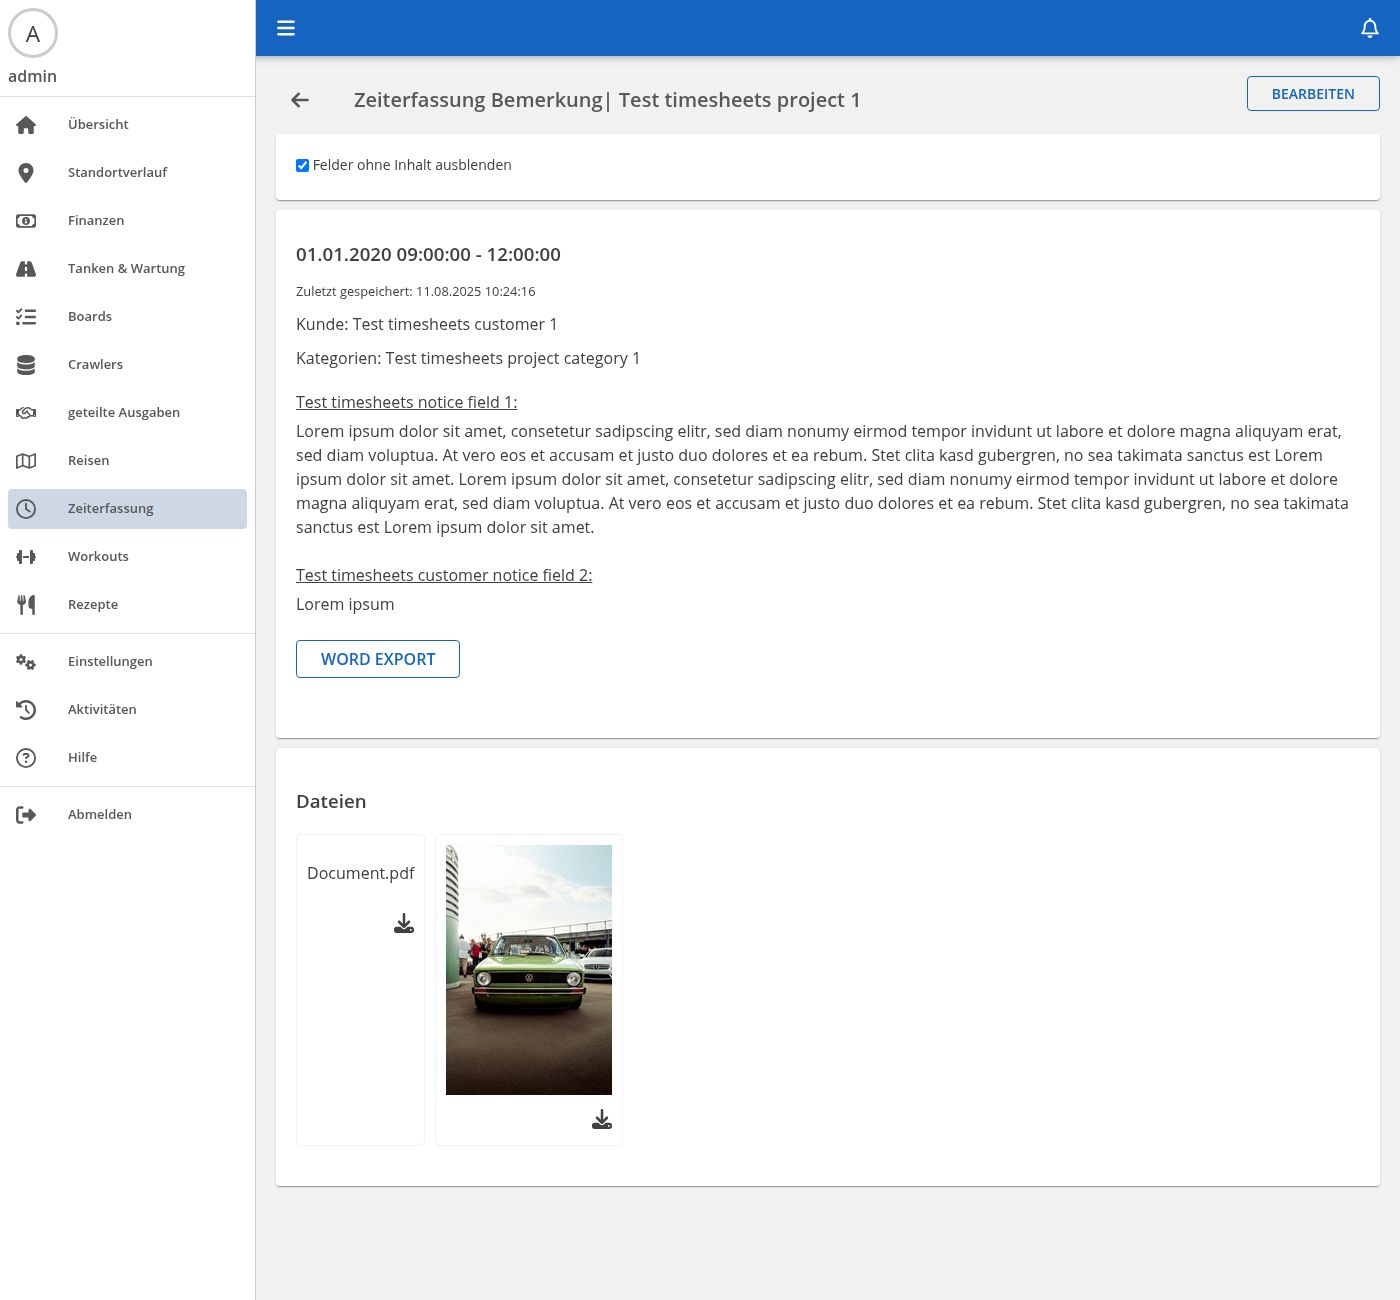 A
admin
Übersicht
Standortverlauf
Finanzen
Tanken & Wartung
Boards
Crawlers
geteilte Ausgaben
Reisen
Zeiterfassung
Workouts
Rezepte
Einstellungen
Aktivitäten
Hilfe
Abmelden
Zeiterfassung Bemerkung| Test timesheets project 1
BEARBEITEN
Felder ohne Inhalt ausblenden
01.01.2020 09:00:00 - 12:00:00
Zuletzt gespeichert: 11.08.2025 10:24:16
Kunde: Test timesheets customer 1
Kategorien: Test timesheets project category 1
Test timesheets notice field 1:
Lorem ipsum dolor sit amet, consetetur sadipscing elitr, sed diam nonumy eirmod tempor invidunt ut labore et dolore magna aliquyam erat,
sed diam voluptua. At vero eos et accusam et justo duo dolores et ea rebum. Stet clita kasd gubergren, no sea takimata sanctus est Lorem
ipsum dolor sit amet. Lorem ipsum dolor sit amet, consetetur sadipscing elitr, sed diam nonumy eirmod tempor invidunt ut labore et dolore
magna aliquyam erat, sed diam voluptua. At vero eos et accusam et justo duo dolores et ea rebum. Stet clita kasd gubergren, no sea takimata
sanctus est Lorem ipsum dolor sit amet.
Test timesheets customer notice field 2:
Lorem ipsum
WORD EXPORT
Dateien
Document.pdf